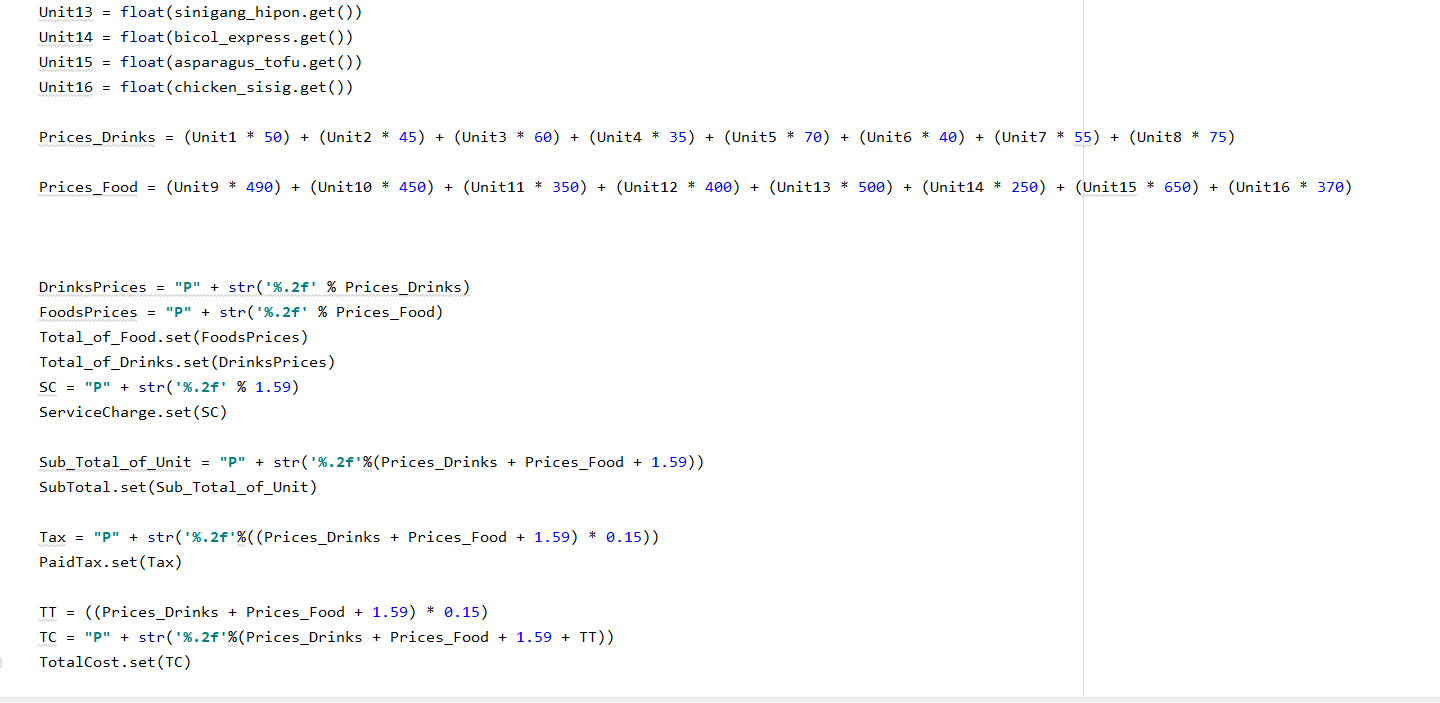 Unit13 = float(sinigang_hipon.get())
Unit14 = float(bicol_express.get())
Unit15 = float(asparagus_tofu.get())
Unit16 = float(chicken_sisig.get())
Prices_Drinks = (Unit1 * 50) + (Unit2 * 45) + (Unit3 * 60) + (Unit4 * 35) + (Unit5 * 70) + (Unit6 * 40) + (Unit7 * 55) + (Unit8 * 75)
Prices_Food = (Unit9 * 490) + (Unit10 * 450) + (Unit11 * 350) + (Unit12 * 400) + (Unit13 * 500) + (Unit14 * 250) + (Unit15 * 650) + (Unit16 * 370)
DrinksPrices = "P" + str('%.2f' % Prices_Drinks)
FoodsPrices = "P" + str('%.2f' % Prices_Food)
Total_of_Food.set(FoodsPrices)
Total_of_Drinks.set(DrinksPrices)
SC = "P" + str('%.2f' % 1.59)
ServiceCharge.set(SC)
Sub_Total_of_Unit = "P" + str('%.2f'%(Prices_Drinks + Prices_Food + 1.59))
SubTotal.set(Sub_Total_of_Unit)
Tax = "P" + str('%.2f'%((Prices_Drinks + Prices_Food + 1.59) * 0.15))
PaidTax.set(Tax)
TT = ((Prices_Drinks + Prices_Food + 1.59) * 0.15)
TC = "P" + str('%.2f'%(Prices_Drinks + Prices_Food + 1.59 + TT))
TotalCost.set(TC)